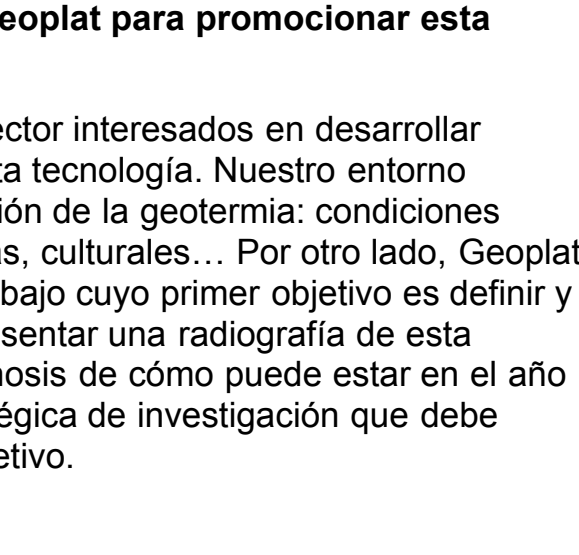 eoplat para promocionar esta
ector interesados en desarrollar
ta tecnología. Nuestro entorno
ión de la geotermia: condiciones
as, culturales… Por otro lado, Geoplat
bajo cuyo primer objetivo es definir y
sentar una radiografía de esta
nosis de cómo puede estar en el año
égica de investigación que debe
etivo.